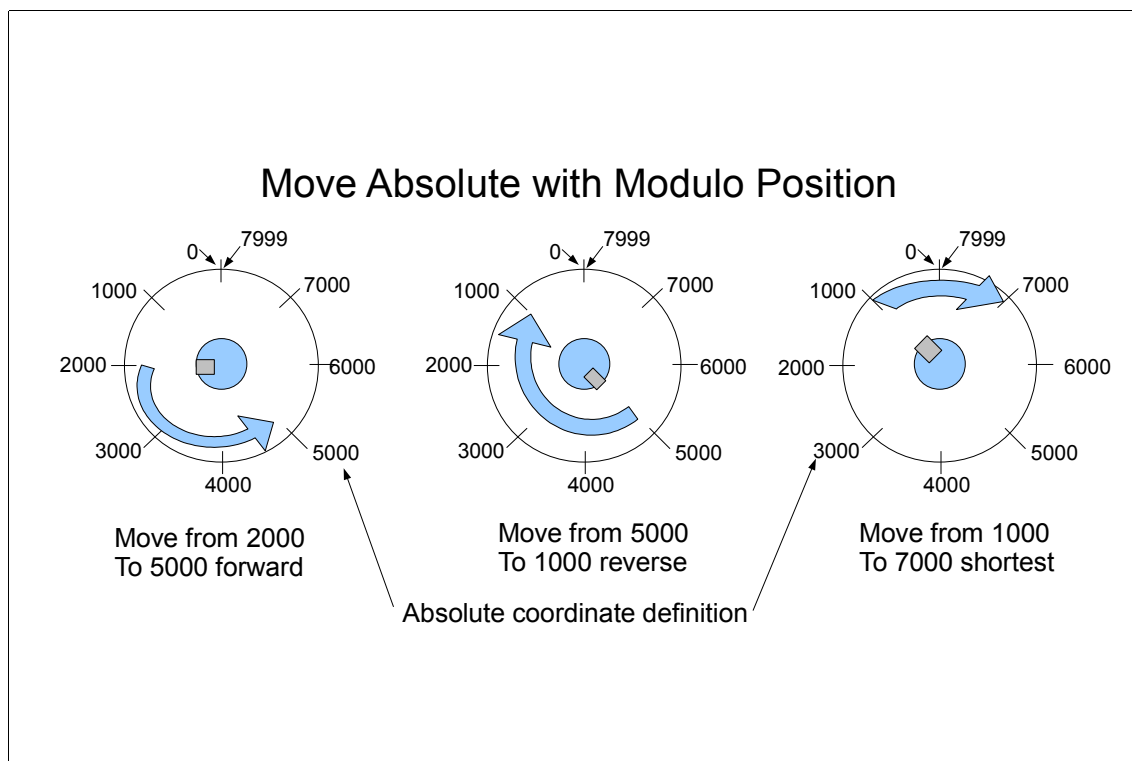 Move Absolute with Modulo Position
0 7999
1000 7000
2000 6000
3000 5000
4000
Move from 2000
To 5000 forward
0 7999
1000 7000
2000 6000
3000 5000
4000
Move from 5000
To 1000 reverse
0 7999
1000 7000
2000 6000
3000 5000
4000
Move from 1000
To 7000 shortest
Absolute coordinate definition